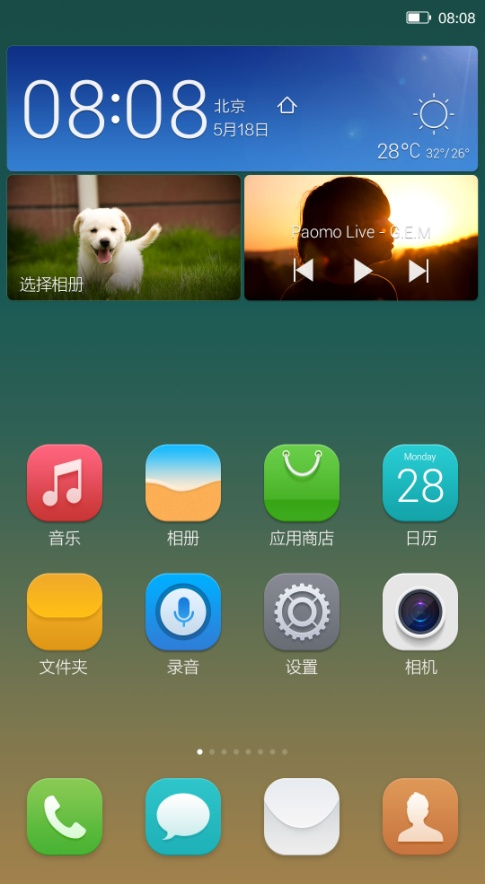 08:08
08:08
北京
5月18日
28°C 32°/26°
选择相册
Paomo Live - G.E.M
音乐
相册
应用商店
Monday
28
日历
文件夹
录音
设置
相机